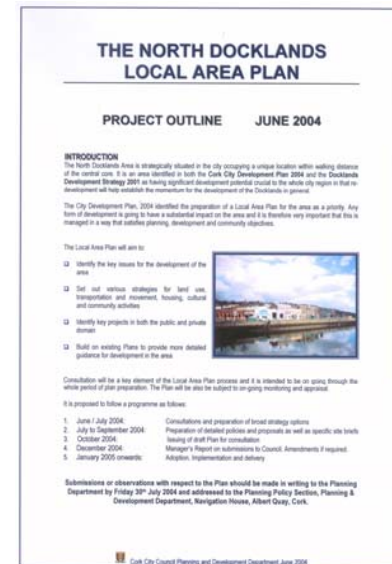 THE NORTH DOCKLANDS
LOCAL AREA PLAN
PROJECT OUTLINE JUNE 2004
INTRODUCTION
The North Docklands Area is strategically situated in the city occupying a unique location within walking distance
of the central core. It is an area identified in both the Cork City Development Plan 2004 and the Docklands
Development Strategy 2001 as having significant development potential crucial to the whole city region in that re-
development will help establish the momentum for the development of the Docklands in general.
The City Development Plan, 2004 identified the preparation of a Local Area Plan for the area as a priority. Any
form of development is going to have a substantial impact on the area and it is therefore very important that this is
managed in a way that satisfies planning, development and community objectives.
The Local Area Plan will aim to:
❑ Identify the key issues for the development of the
area
❑ Set out various strategies for land use,
transportation and movement, housing, cultural
and community activities
❑ Identify key projects in both the public and private
domain
❑ Build on existing Plans to provide more detailed
guidance for development in the area
Consultation will be a key element of the Local Area Plan process and it is intended to be on going through the
whole period of plan preparation. The Plan will be also be subject to on-going monitoring and appraisal.
It is proposed to follow a programme as follows:
1. June / July 2004: Consultations and preparation of broad strategy options
2. July to September 2004: Preparation of detailed policies and proposals as well as specific site briefs
3. October 2004: Issuing of draft Plan for consultation
4. December 2004: Manager's Report on submissions to Council, Amendments if required.
5. January 2005 onwards: Adoption, Implementation and delivery
Submissions or observations with respect to the Plan should be made in writing to the Planning
Department by Friday 30th July 2004 and addressed to the Planning Policy Section, Planning &
Development Department, Navigation House, Albert Quay, Cork.
Cork City Council Planning and Development Department June 2004